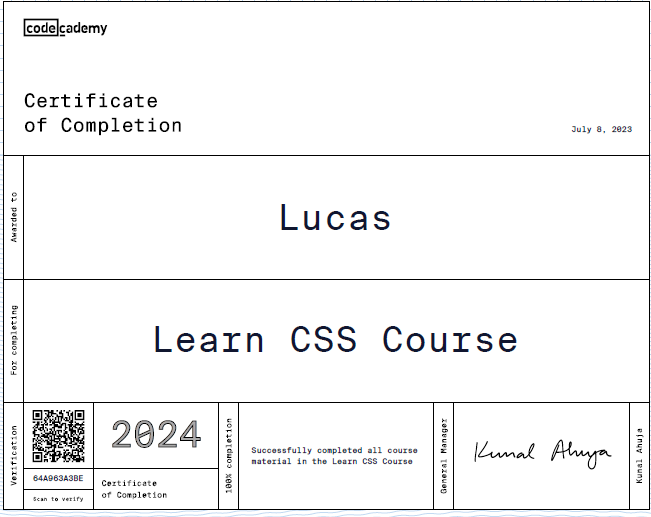 codecademy
Certificate
of Completion
July 8, 2023
Awarded to
Lucas
For completing
Learn CSS Course
Verification
64A963A3BE
Scan to verify
2024
Certificate
of Completion
100% completion
Successfully completed all course
material in the Learn CSS Course
General Manager
Kunal Ahuja
Kunal Ahuja